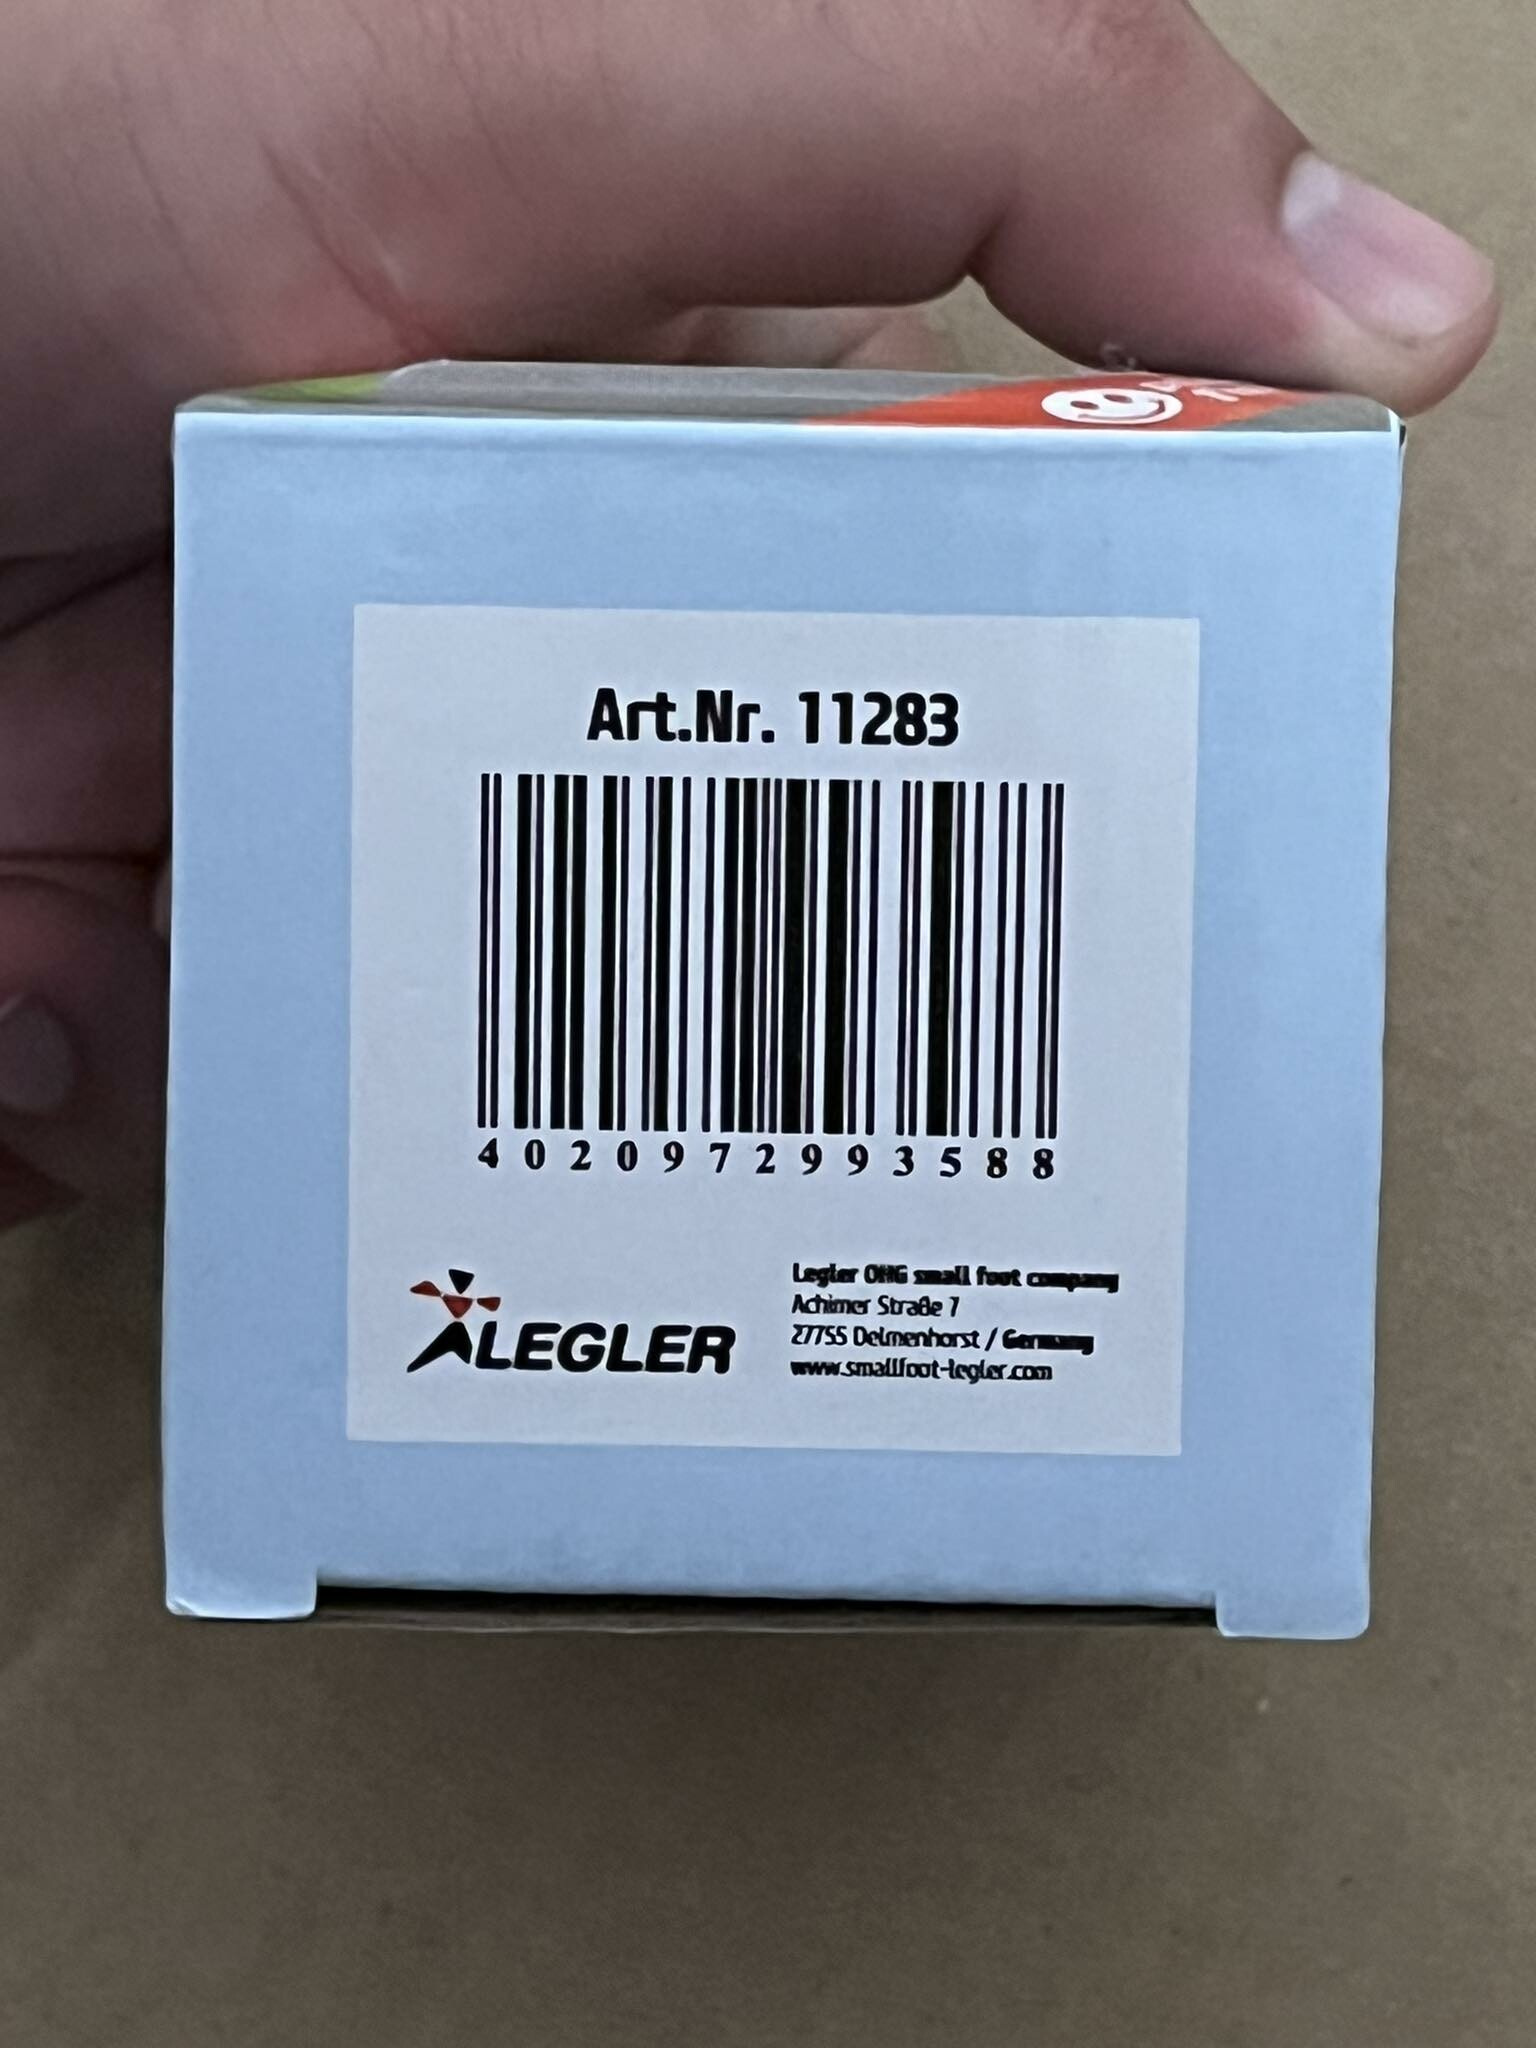 Art.Nr. 11283
4020972993588
LEGLER
Legler OHG small foot company
Achimer Straße 7
27755 Delmenhorst / Germany
www.smallfoot-legler.com